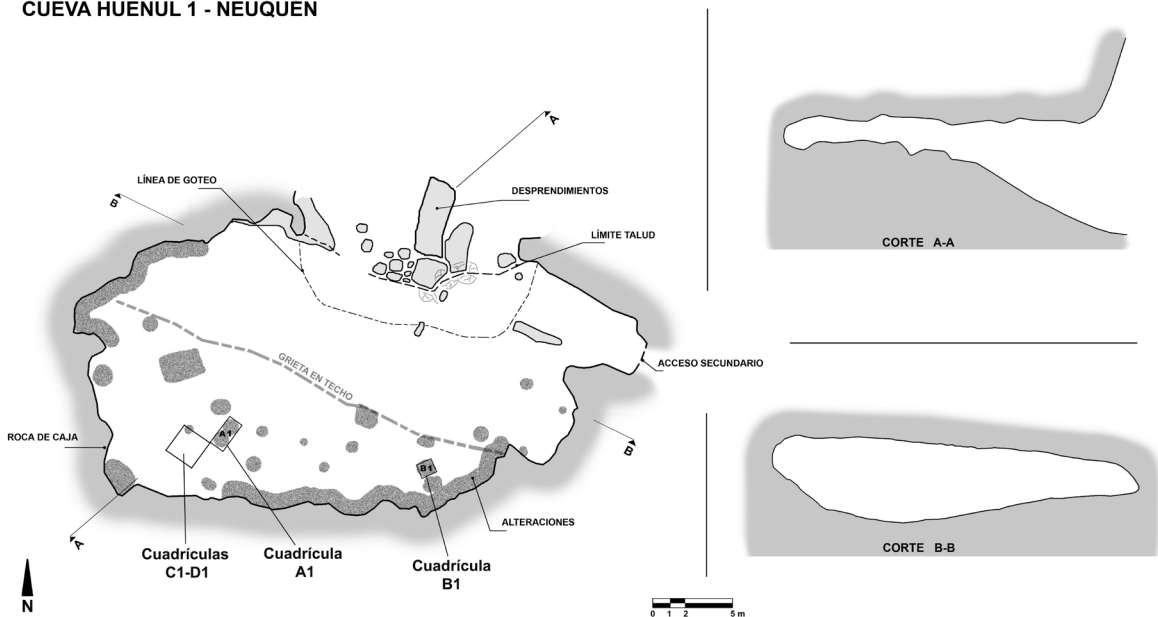 CUEVA HUENUL 1 - NEUQUÉN
A
LÍNEA DE GOTEO
DESPRENDIMIENTOS
B
LÍMITE TALUD
CORTE A-A
GRIETA EN TECHO
ACCESO SECUNDARIO
ROCA DE CAJA
A1
B
B1
A
ALTERACIONES
Cuadrículas
C1-D1
Cuadrícula
A1
Cuadrícula
B1
CORTE B-B
N
0 1 2 5 m